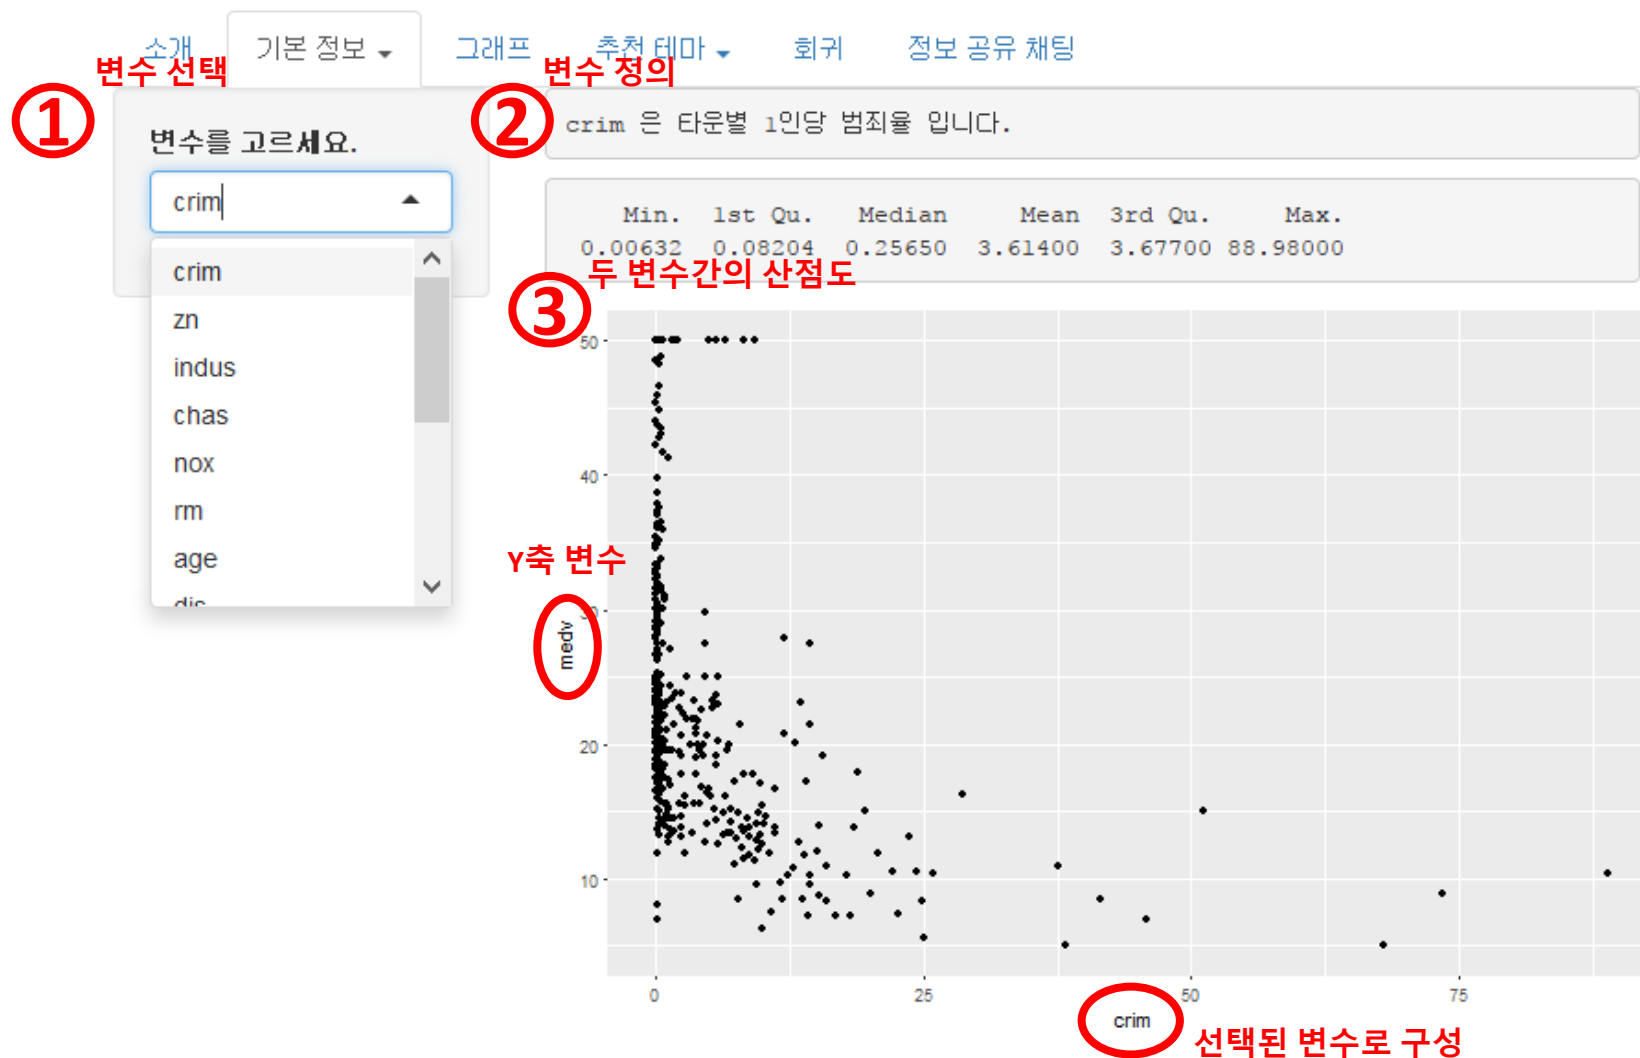 소개 기본 정보 그래프 추천 테마 회귀 정보 공유 채팅
변수 선택
변수 정의
①
②
변수를 고르세요.
crim
crim
zn
indus
chas
nox
rm
age
dis
crim 은 타운별 1인당 범죄율 입니다.
Min. 1st Qu. Median Mean 3rd Qu. Max.
0.00632 0.08204 0.25650 3.61400 3.67700 88.98000
③
두 변수간의 산점도
50
40
Y축 변수
30
medv
20
10
0 25 50 75
crim
선택된 변수로 구성